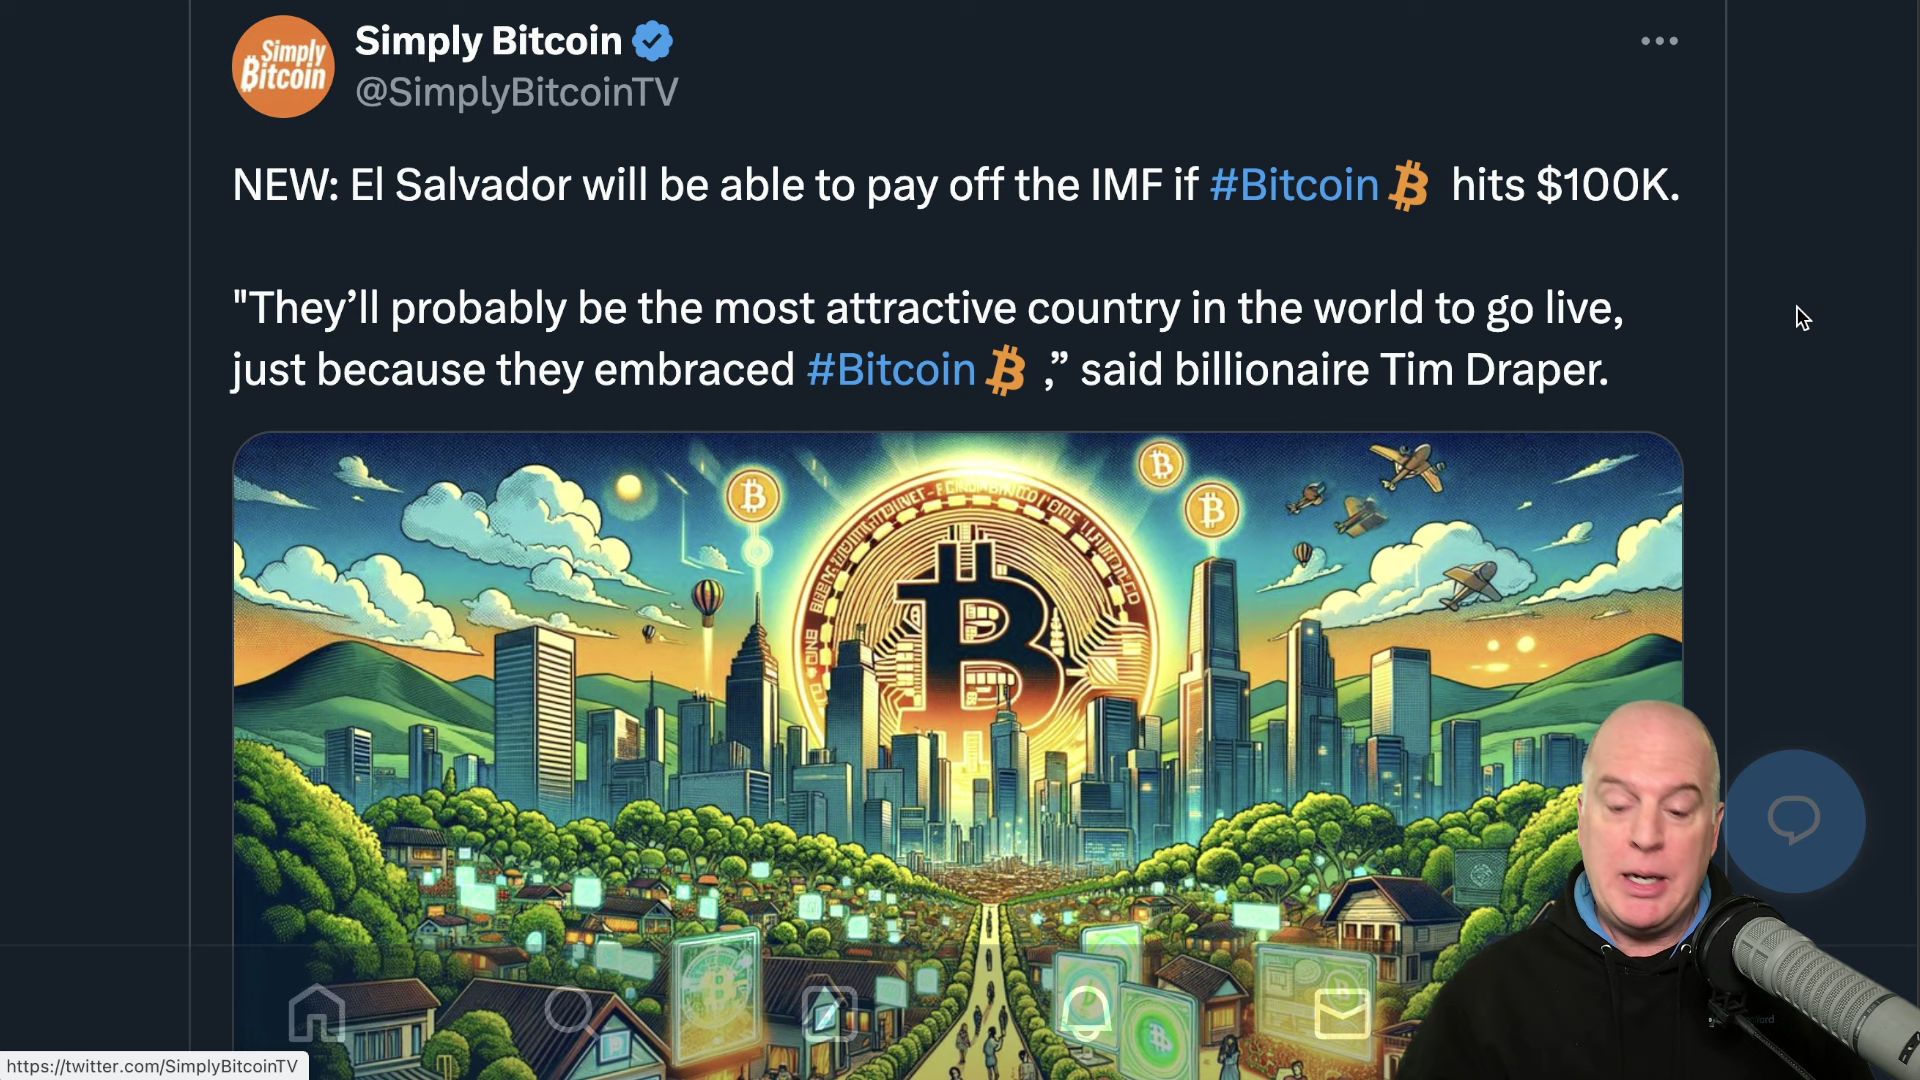 Simply
Bitcoin
Simply Bitcoin
@SimplyBitcoinTV
NEW: El Salvador will be able to pay off the IMF if #Bitcoin hits $100K.
"They’ll probably be the most attractive country in the world to go live,
just because they embraced #Bitcoin ,” said billionaire Tim Draper.
https://twitter.com/SimplyBitcoinTV